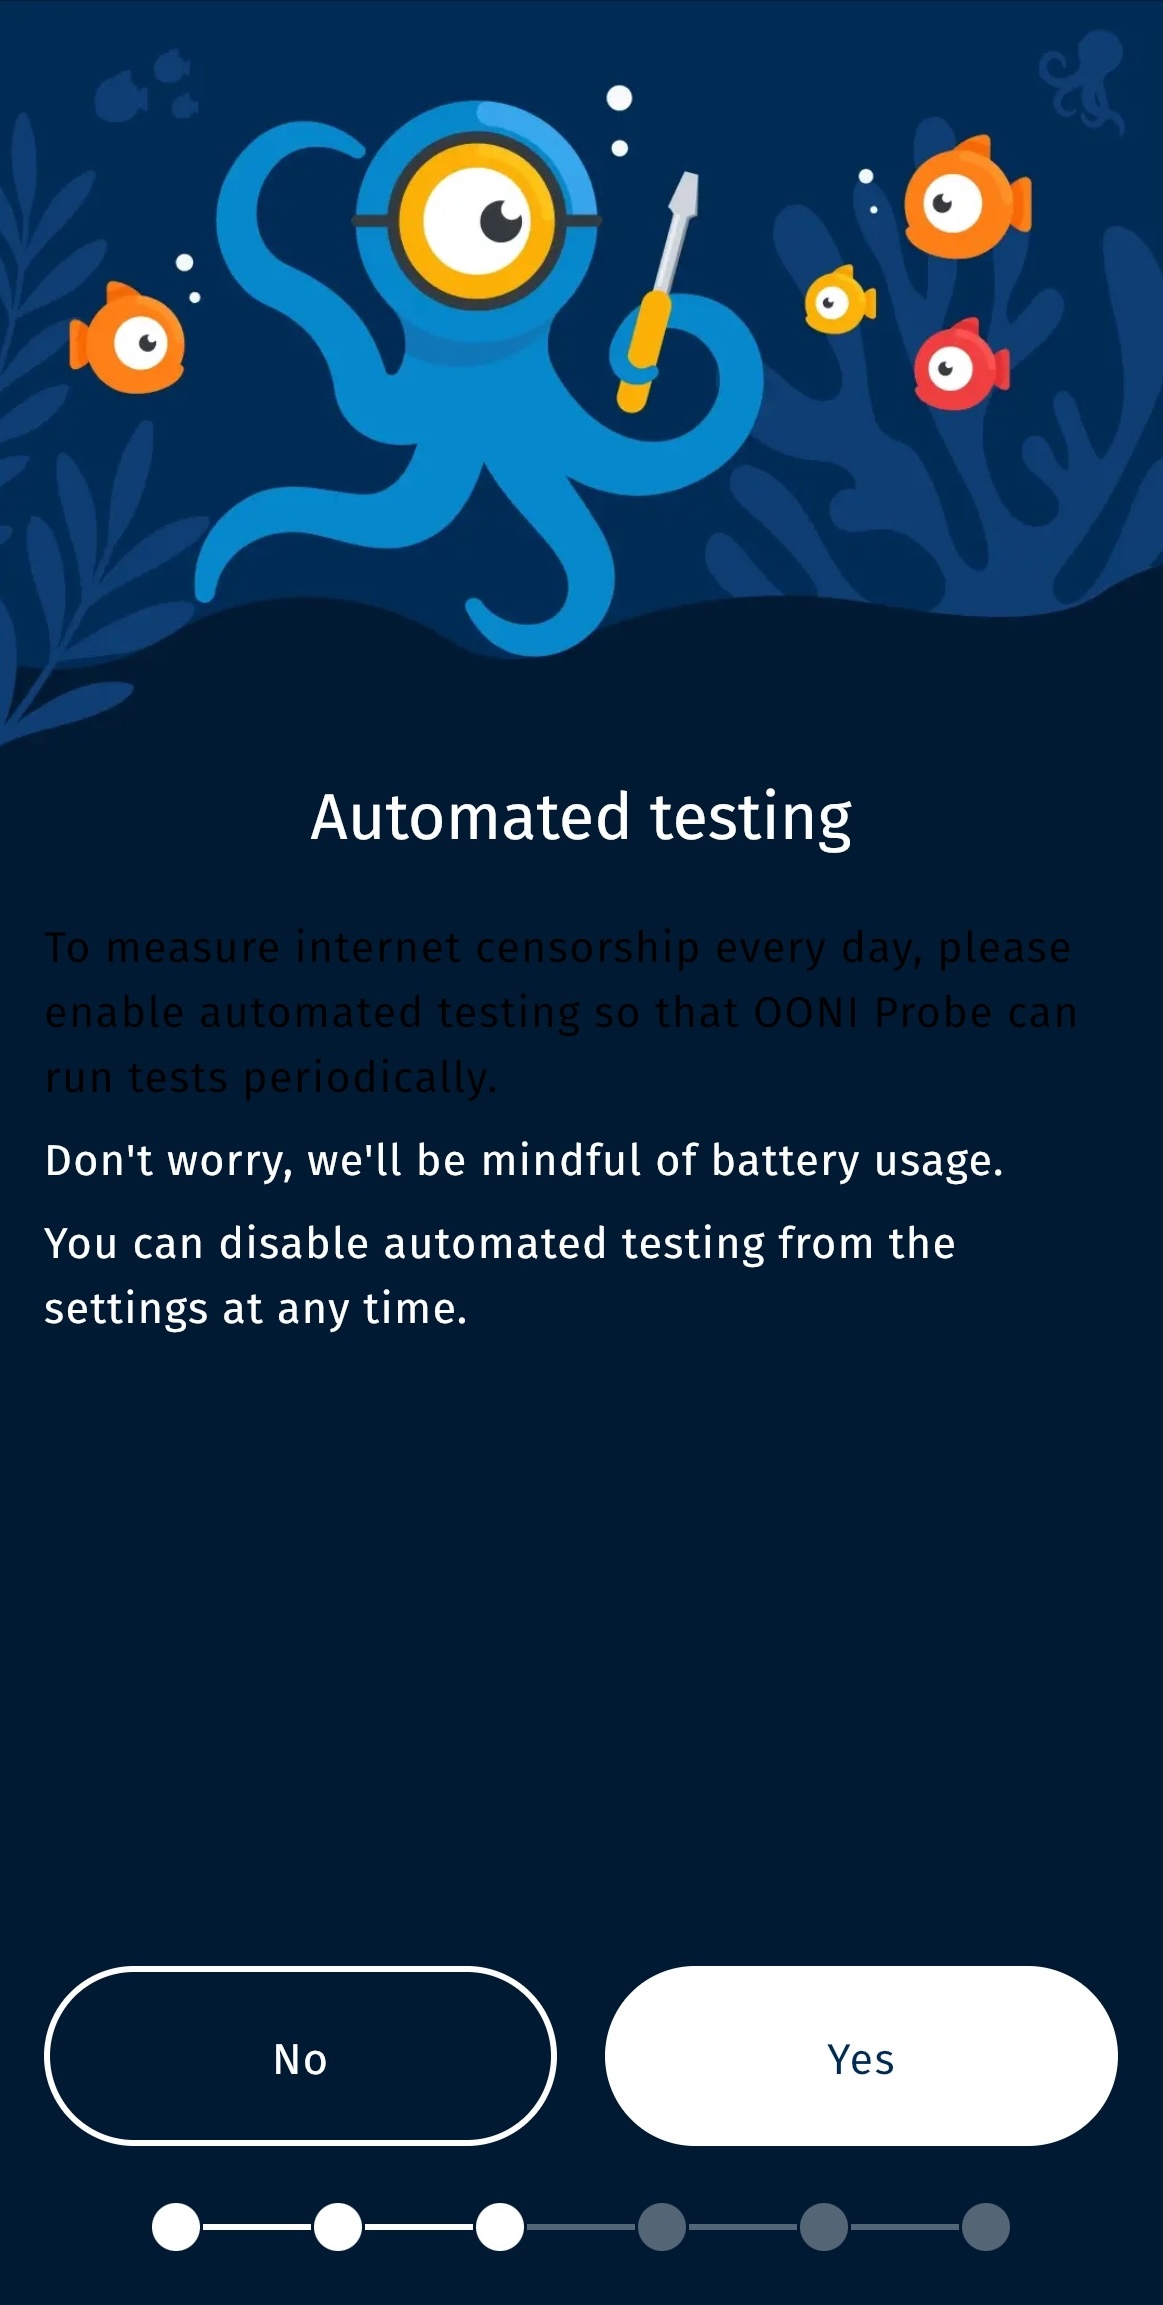 Automated testing
To measure internet censorship every day, please
enable automated testing so that OONI Probe can
run tests periodically.
Don't worry, we'll be mindful of battery usage.
You can disable automated testing from the
settings at any time.
No
Yes